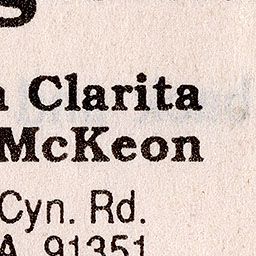 a Clarita
McKeon
Cyn. Rd.
A 91351